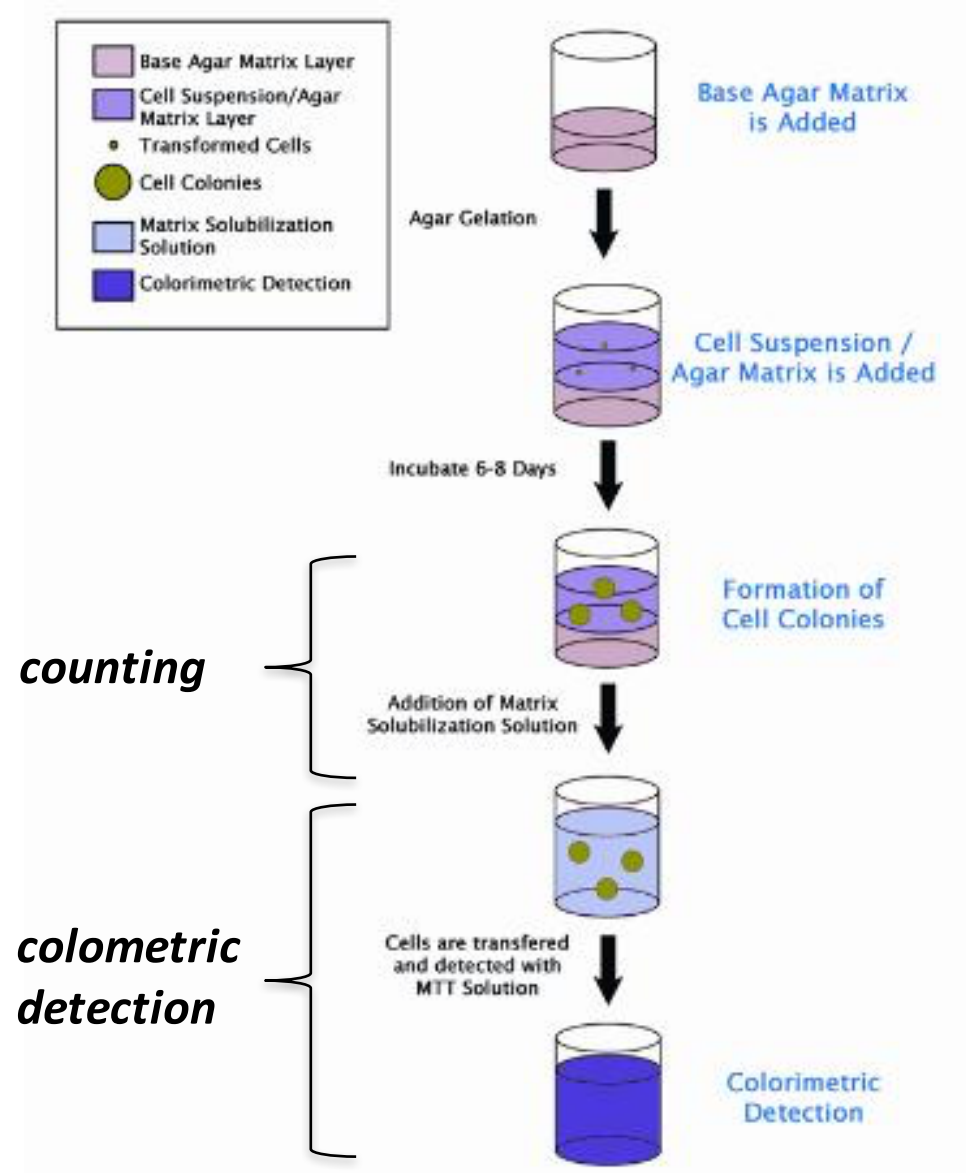 Base Agar Matrix Layer
Cell Suspension/Agar
Matrix Layer
Transformed Cells
Cell Colonies
Matrix Solubilization
Solution
Colorimetric Detection
Base Agar Matrix
is Added
Agar Gelation
Cell Suspension /
Agar Matrix is Added
Incubate 6-8 Days
Formation of
Cell Colonies
counting
Addition of Matrix
Solubilization Solution
colometric
detection
Cells are transfered
and detected with
MTT Solution
Colorimetric
Detection